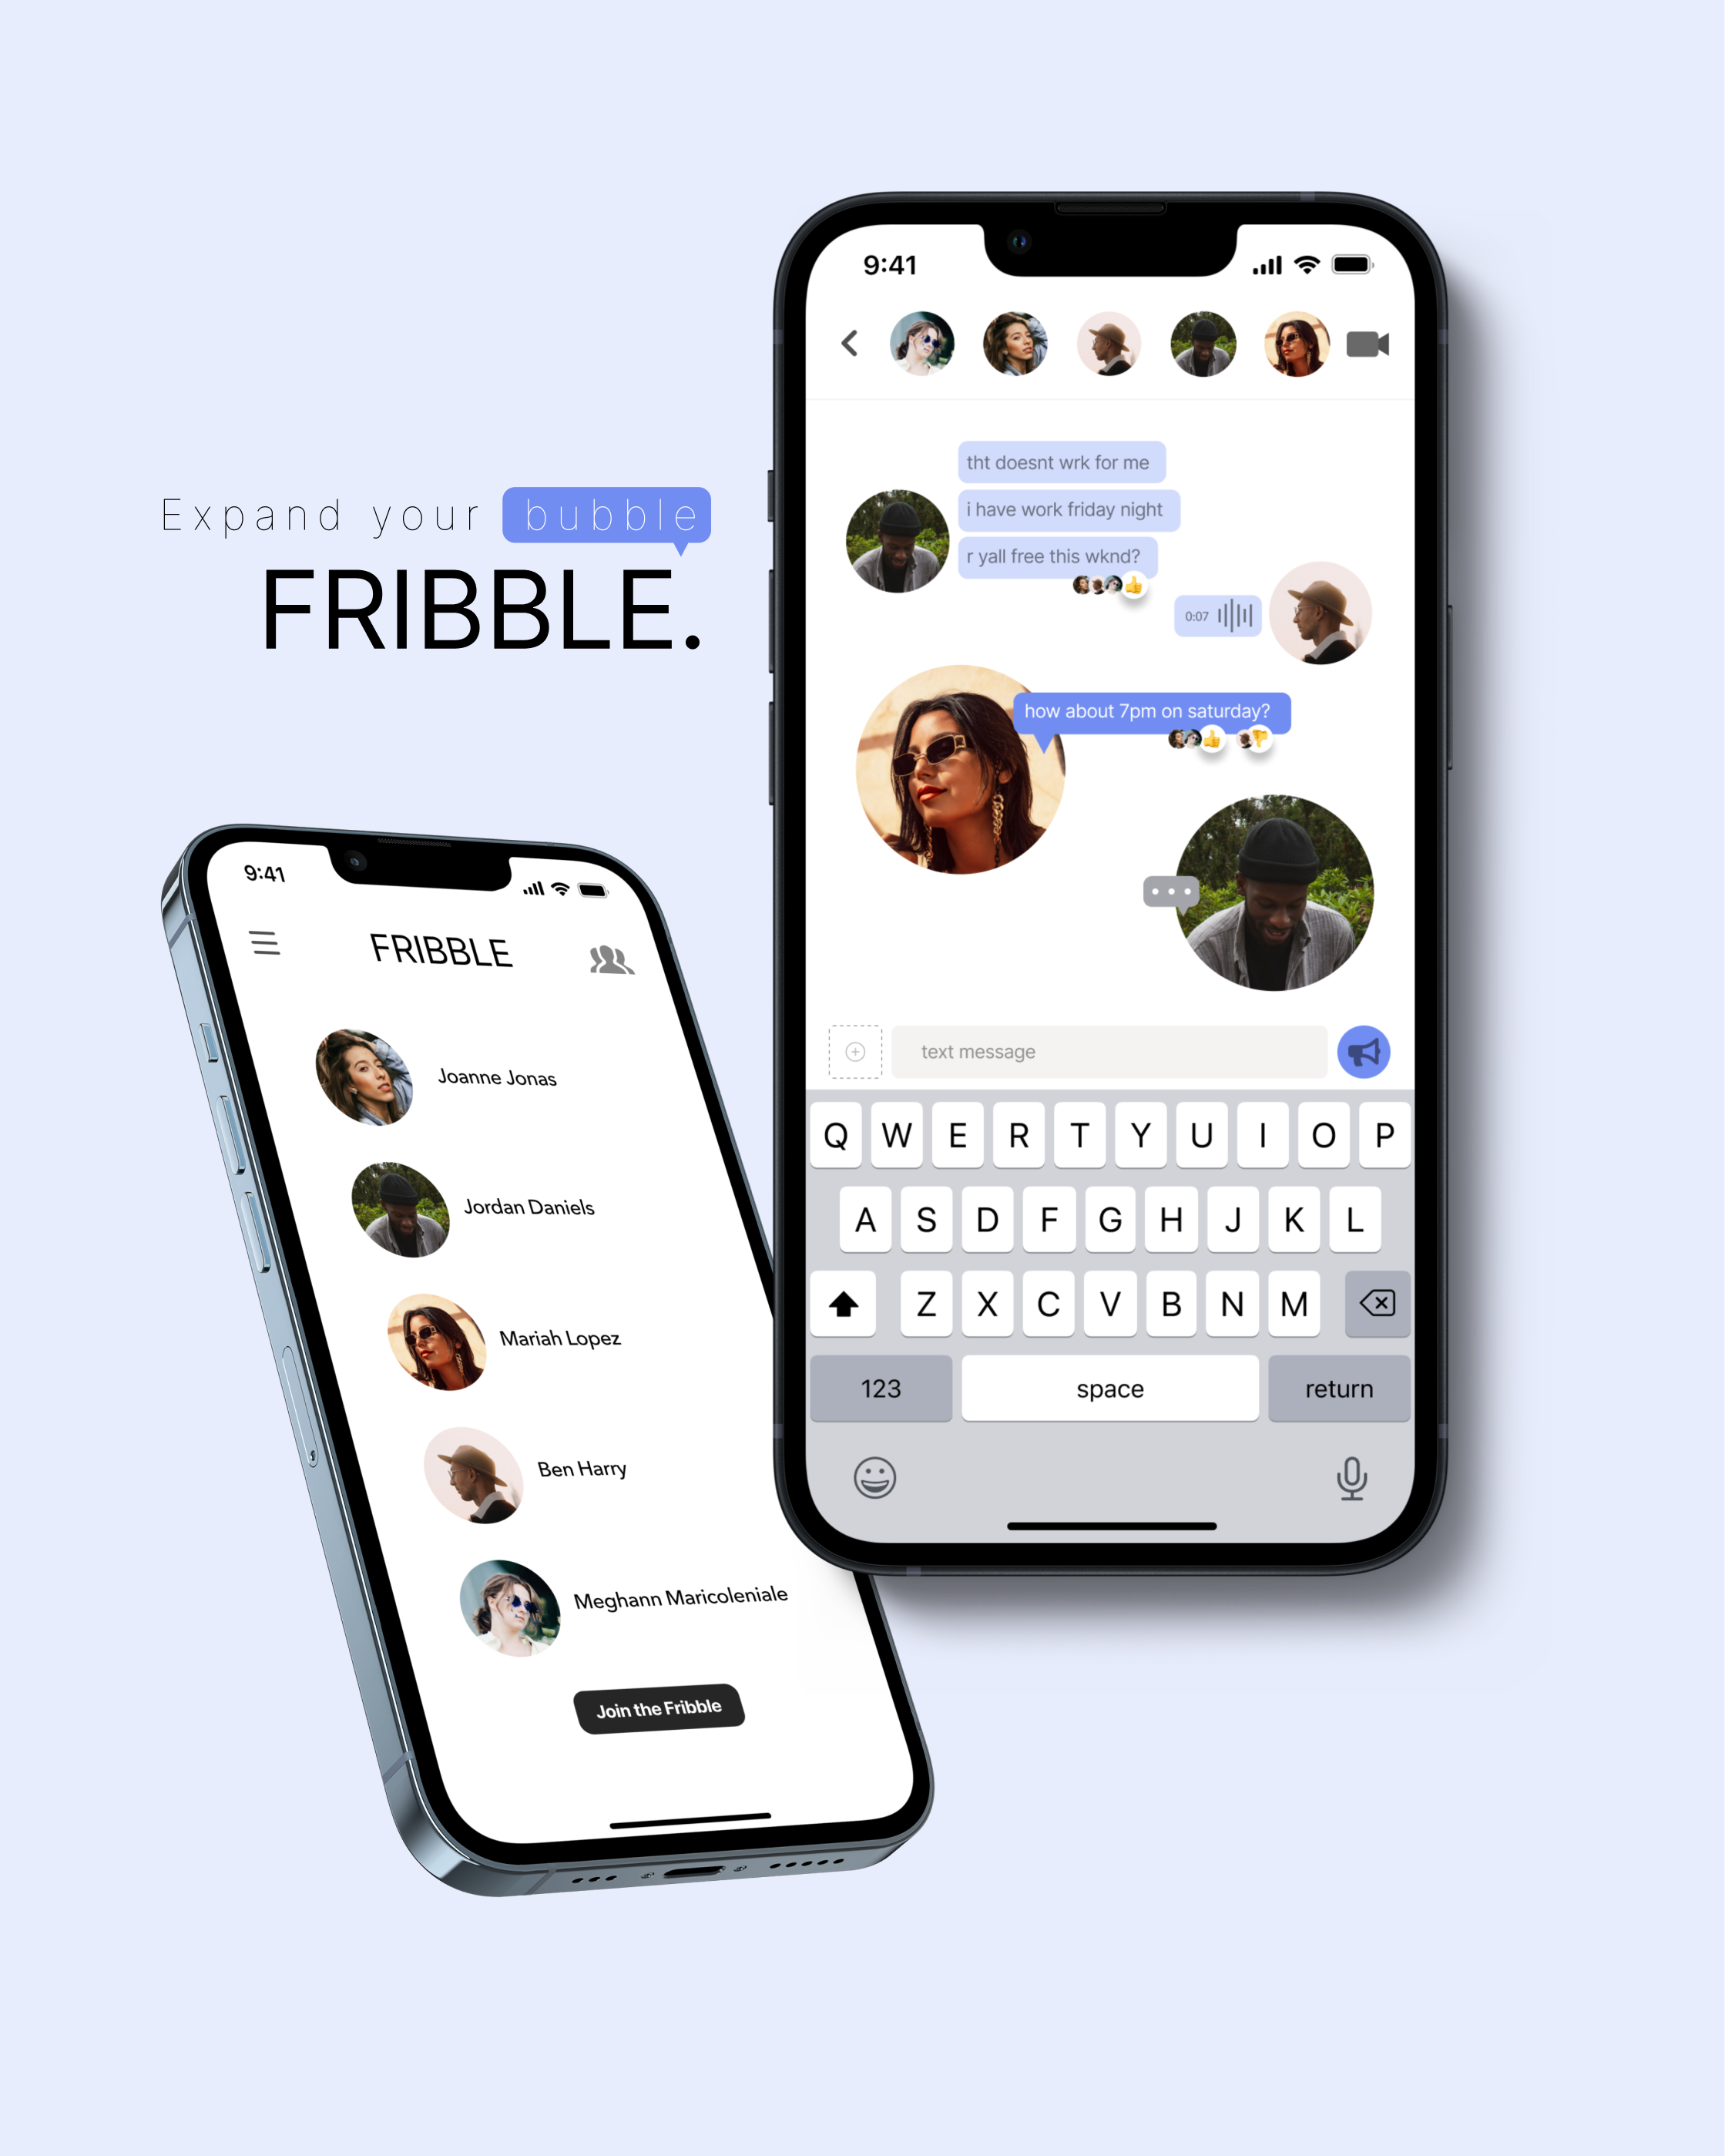 Expand your bubble
FRIBBLE.
9:41
tht doesnt wrk for me
i have work friday night
r yall free this wknd?
0:07
how about 7pm on saturday?
text message
Q W E R T Y U I O P
A S D F G H J K L
Z X C V B N M
123 space return
9:41
FRIBBLE
Joanne Jonas
Jordan Daniels
Mariah Lopez
Ben Harry
Meghann Maricoleniale
Join the Fribble